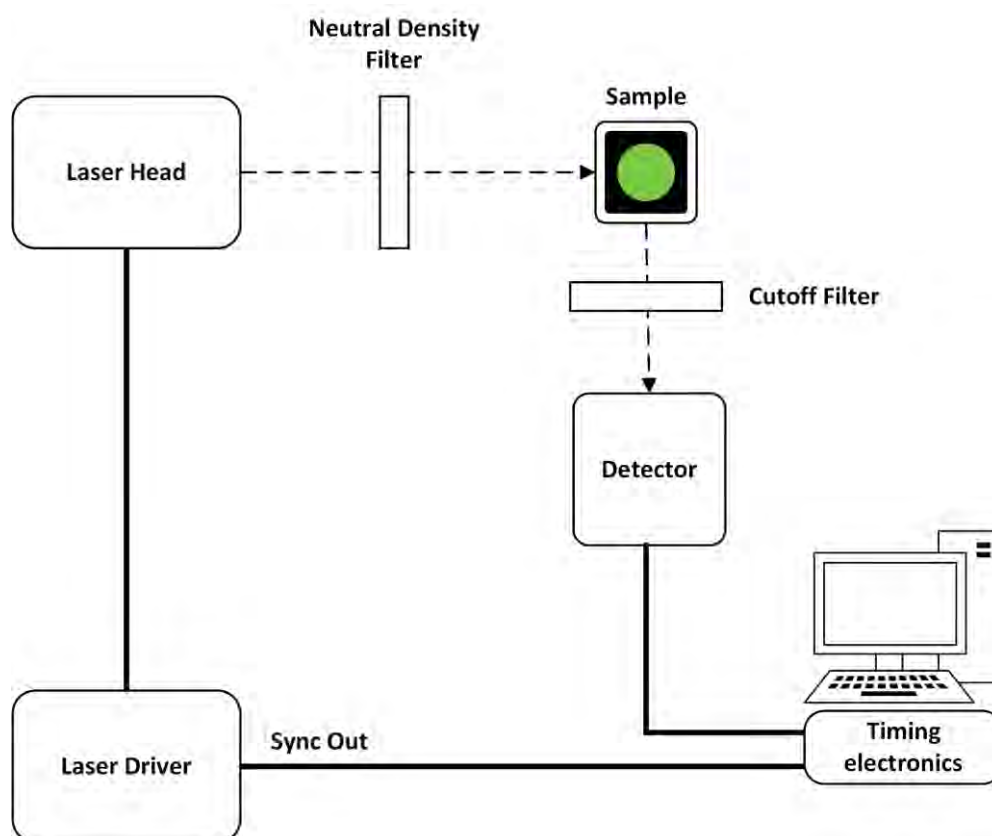 Neutral Density
Filter
Sample
Laser Head
Cutoff Filter
Detector
Sync Out
Laser Driver
Timing
electronics